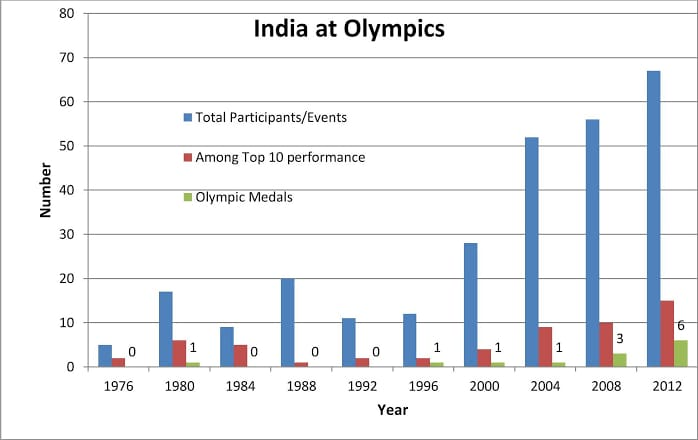 India at Olympics
80
70
60
50
40
30
20
10
0
Number
Total Participants/Events
Among Top 10 performance
Olympic Medals
0 1 0 0 0 1 1 1 3 6
1976 1980 1984 1988 1992 1996 2000 2004 2008 2012
Year